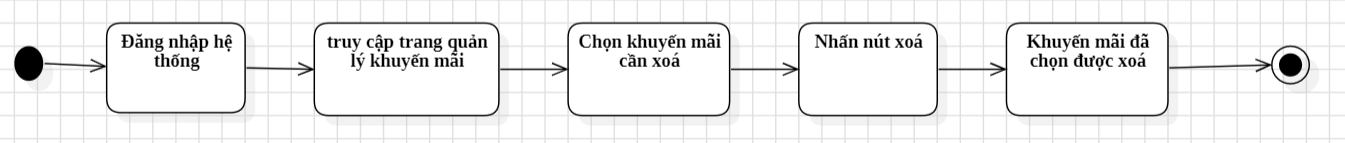 Đăng nhập hệ
thống
truy cập trang quản
lý khuyến mãi
Chọn khuyến mãi
cần xoá
Nhấn nút xoá
Khuyến mãi đã
chọn được xoá